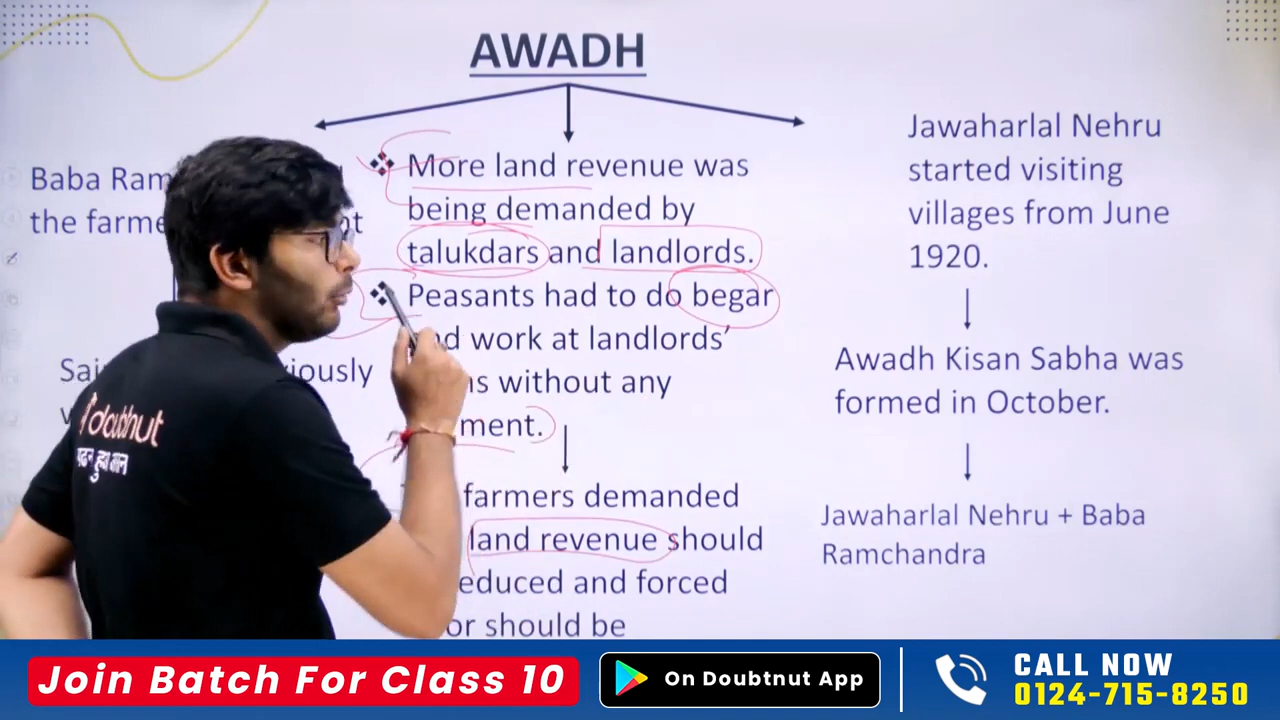 AWADH
Baba Ram
the farme
Sai
iously
More land revenue was
being demanded by
talukdars and landlords.
Peasants had to do begar
work at landlords’
without any
ment.
farmers demanded
land revenue should
educed and forced
or should be
Jawaharlal Nehru
started visiting
villages from June
1920.
Awadh Kisan Sabha was
formed in October.
Jawaharlal Nehru + Baba
Ramchandra
doubtnut
Join Batch For Class 10
On Doubtnut App
CALL NOW
0124-715-8250